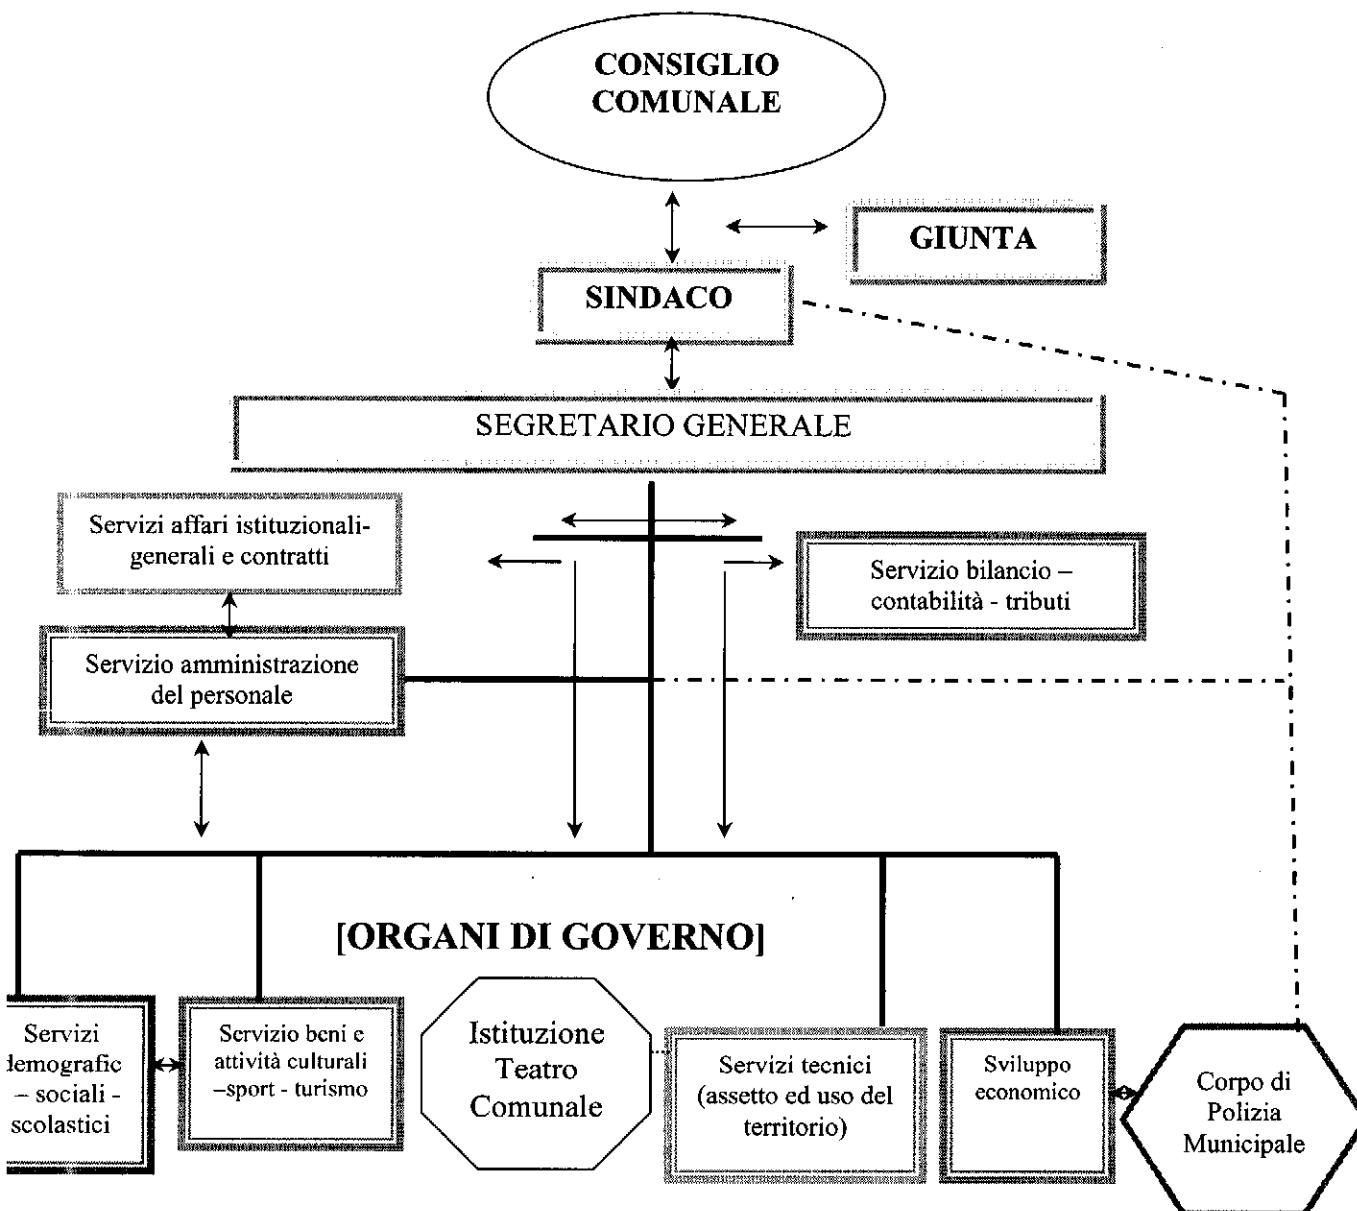 CONSIGLIO
COMUNALE
GIUNTA
SINDACO
SEGRETARIO GENERALE
Servizi affari istituzionali-
generali e contratti
Servizio bilancio –
contabilità - tributi
Servizio amministrazione
del personale
[ORGANI DI GOVERNO]
Servizi
demografic
– sociali -
scolastici
Servizio beni e
attività culturali
–sport - turismo
Istituzione
Teatro
Comunale
Servizi tecnici
(assetto ed uso del
territorio)
Sviluppo
economico
Corpo di
Polizia
Municipale